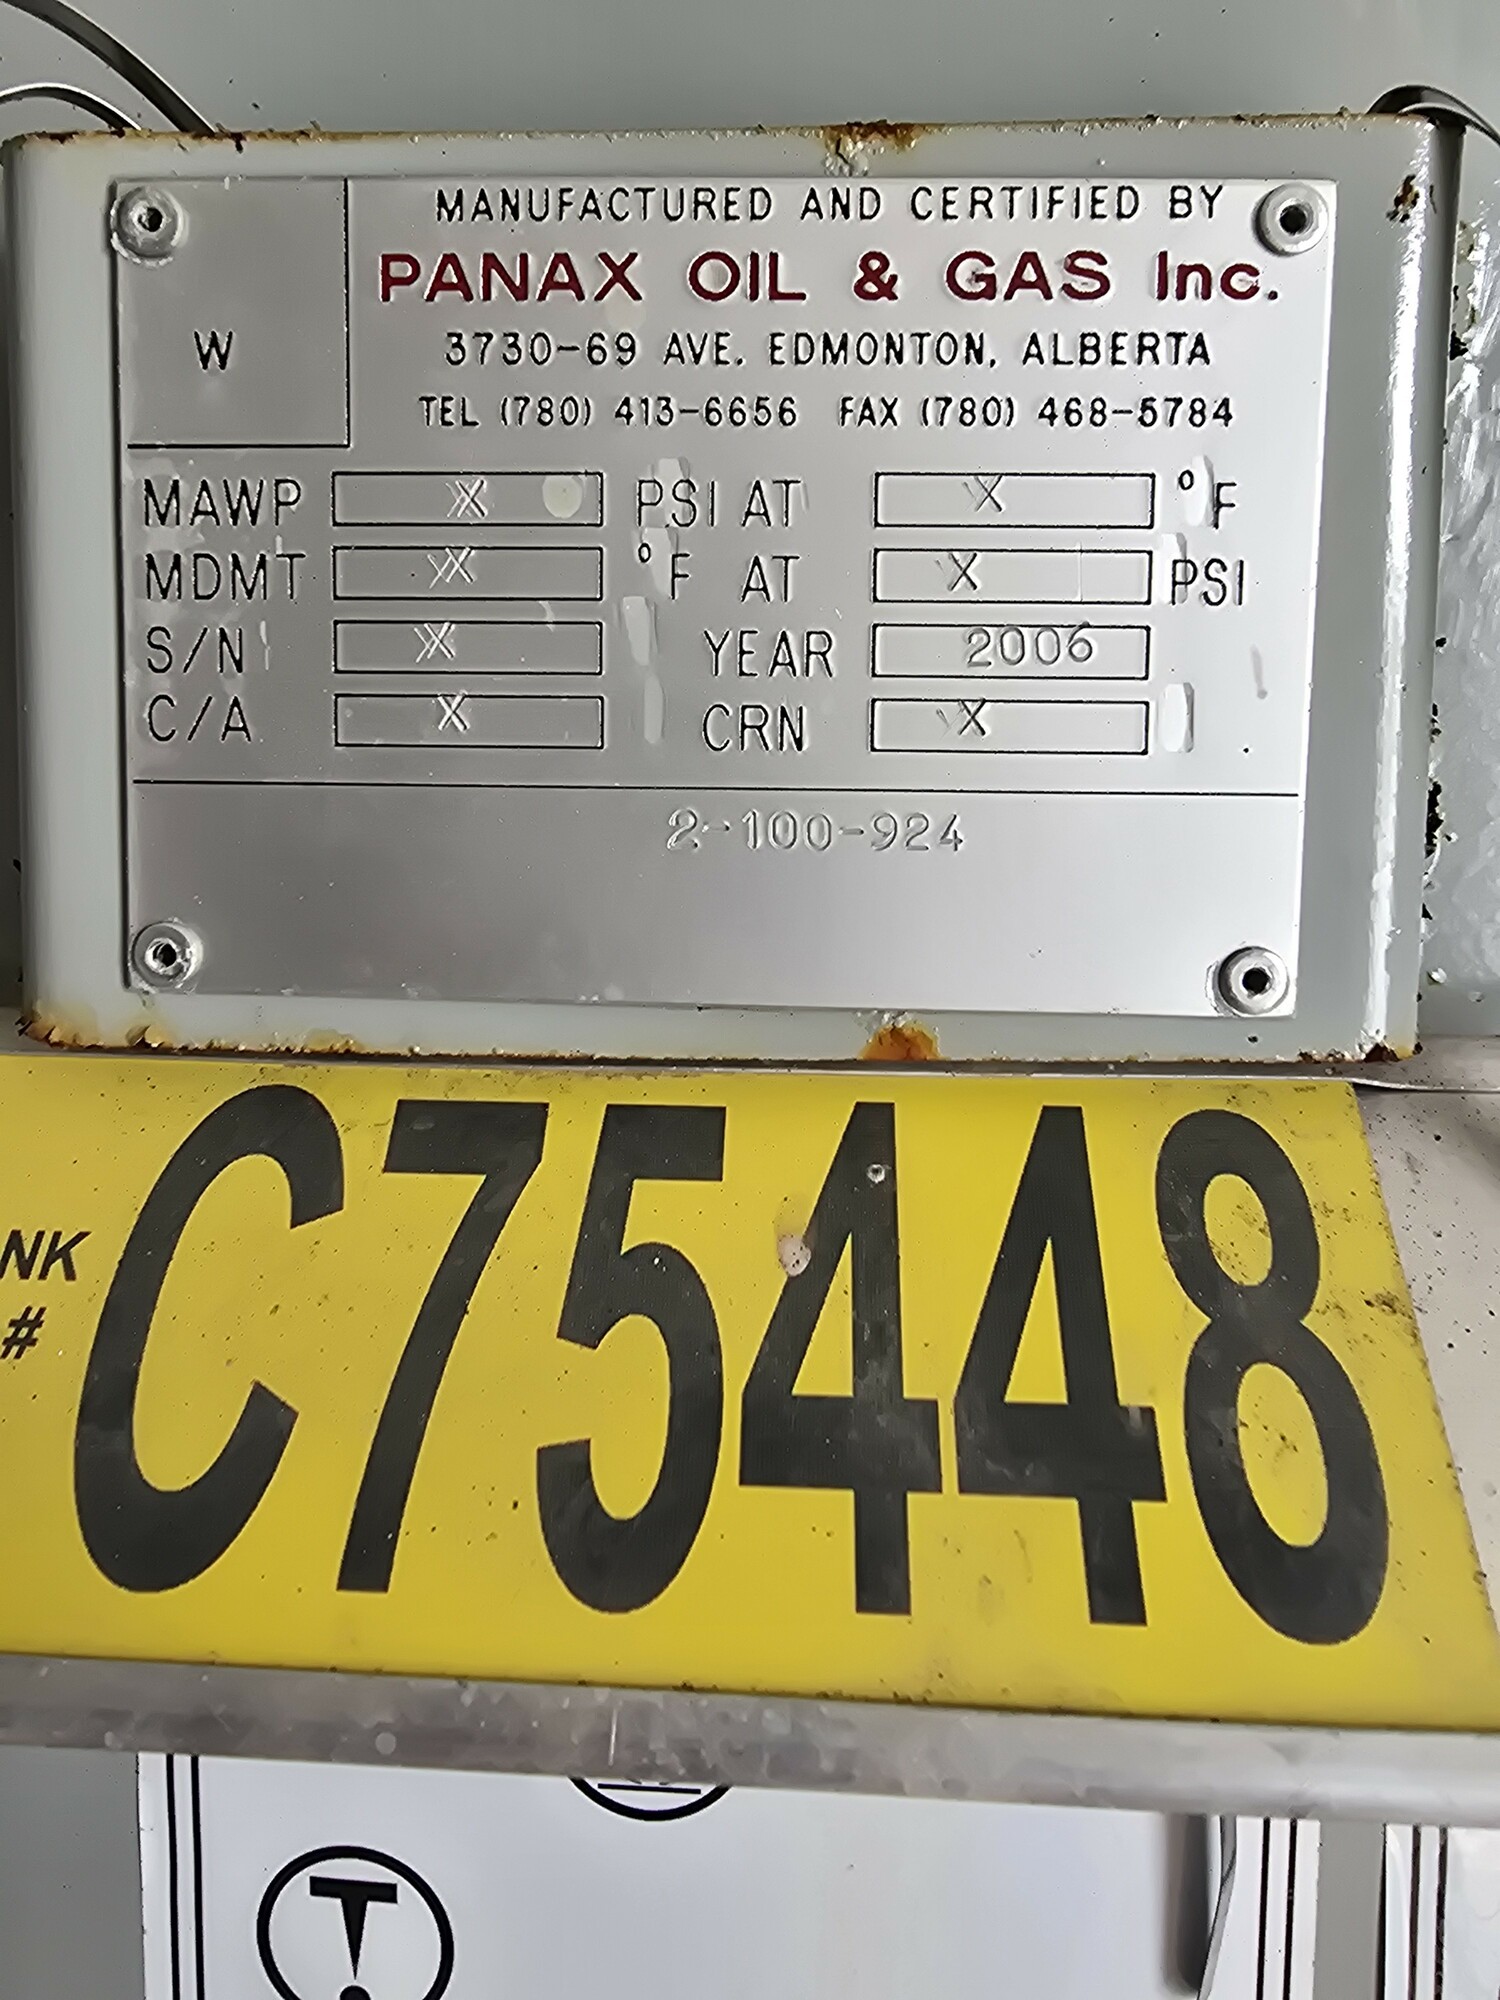 MANUFACTURED AND CERTIFIED BY
PANAX OIL & GAS Inc.
W
3730-69 AVE. EDMONTON, ALBERTA
TEL (780) 413-6656 FAX (780) 468-5784
MAWP X PSI AT X °F
MDMT X °F AT X PSI
S/N X YEAR 2006
C/A X CRN X
2-100-924
NK
#
C75448
T